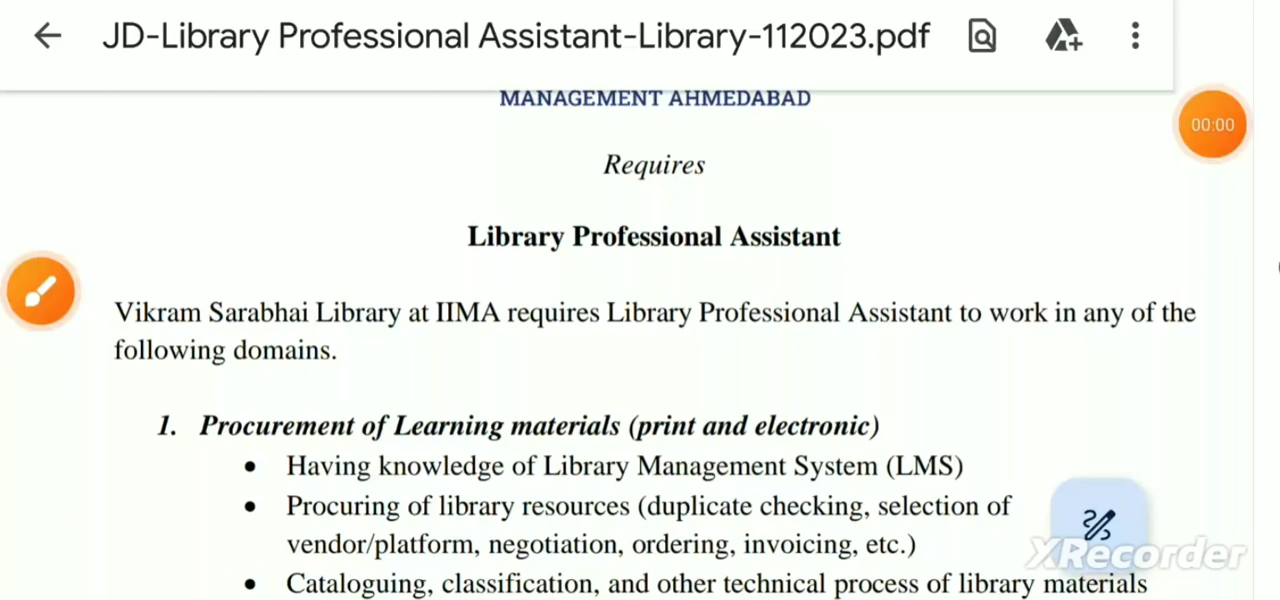 JD-Library Professional Assistant-Library-112023.pdf
MANAGEMENT AHMEDABAD
00:00
Requires
Library Professional Assistant
Vikram Sarabhai Library at IIMA requires Library Professional Assistant to work in any of the
following domains.
1. Procurement of Learning materials (print and electronic)
• Having knowledge of Library Management System (LMS)
• Procuring of library resources (duplicate checking, selection of
vendor/platform, negotiation, ordering, invoicing, etc.)
XRecorder
• Cataloguing, classification, and other technical process of library materials